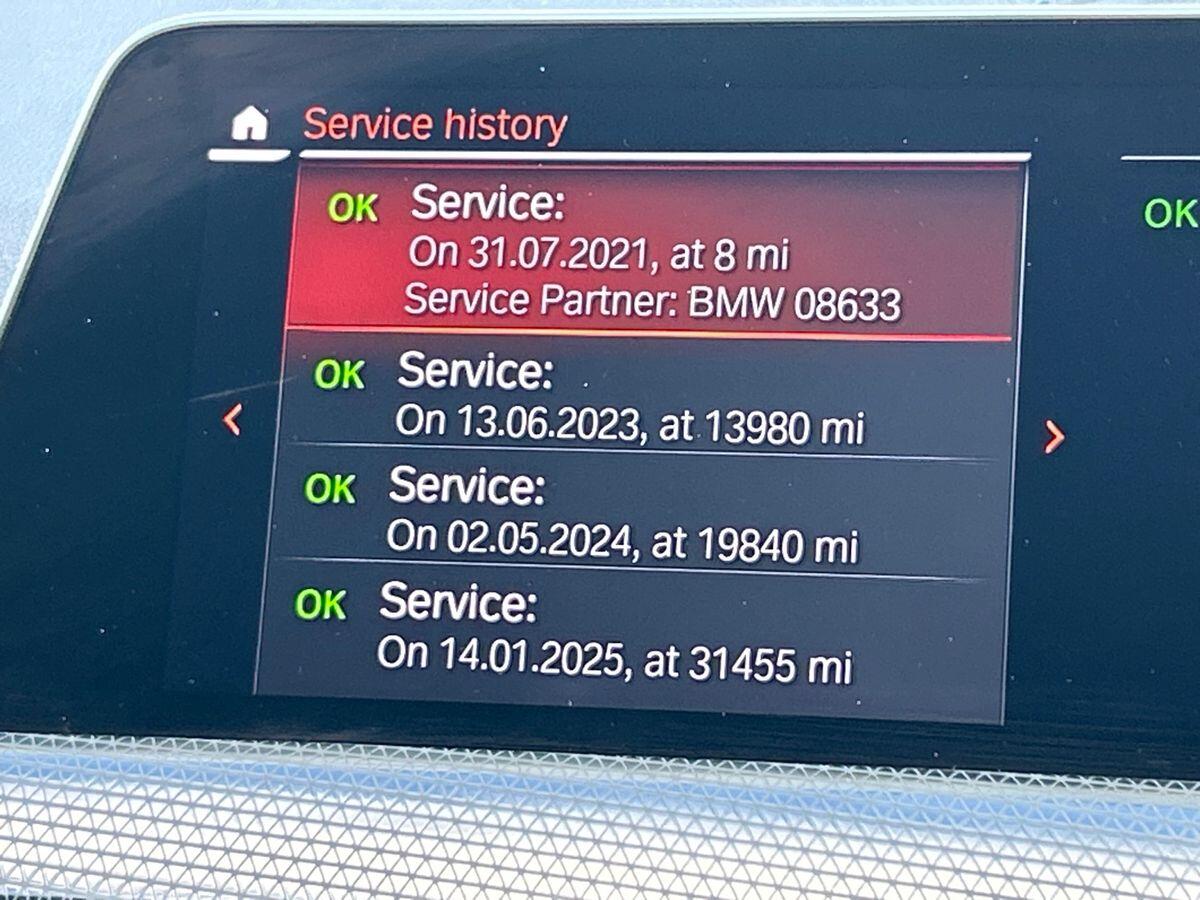 Service history
OK Service:
On 31.07.2021, at 8 mi
Service Partner: BMW 08633
OK Service:
On 13.06.2023, at 13980 mi
OK Service:
On 02.05.2024, at 19840 mi
OK Service:
On 14.01.2025, at 31455 mi
OK